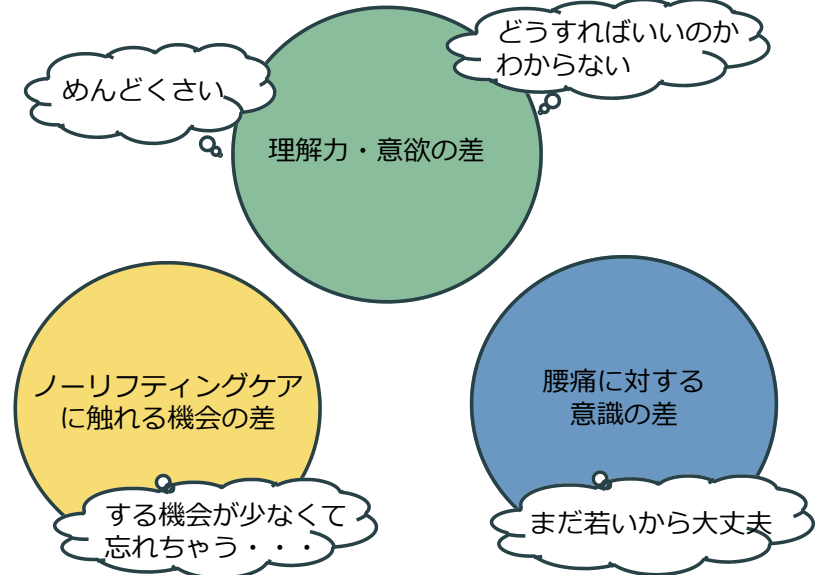 めんどくさい
どうすればいいのか
わからない
理解力・意欲の差
ノーリフティングケア
に触れる機会の差
する機会が少なくて
忘れちゃう・・・
腰痛に対する
意識の差
まだ若いから大丈夫